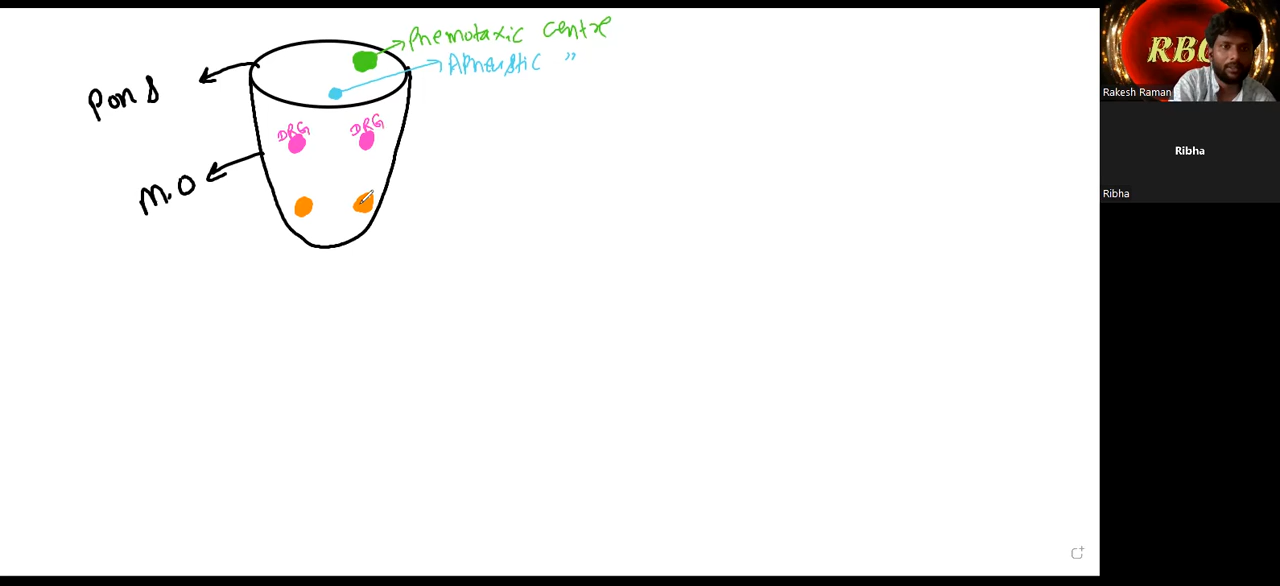 Pnemotaxic centre
Apneustic "
Pons
DRG DRG
M.O
RBC
Rakesh Raman
Ribha
Ribha